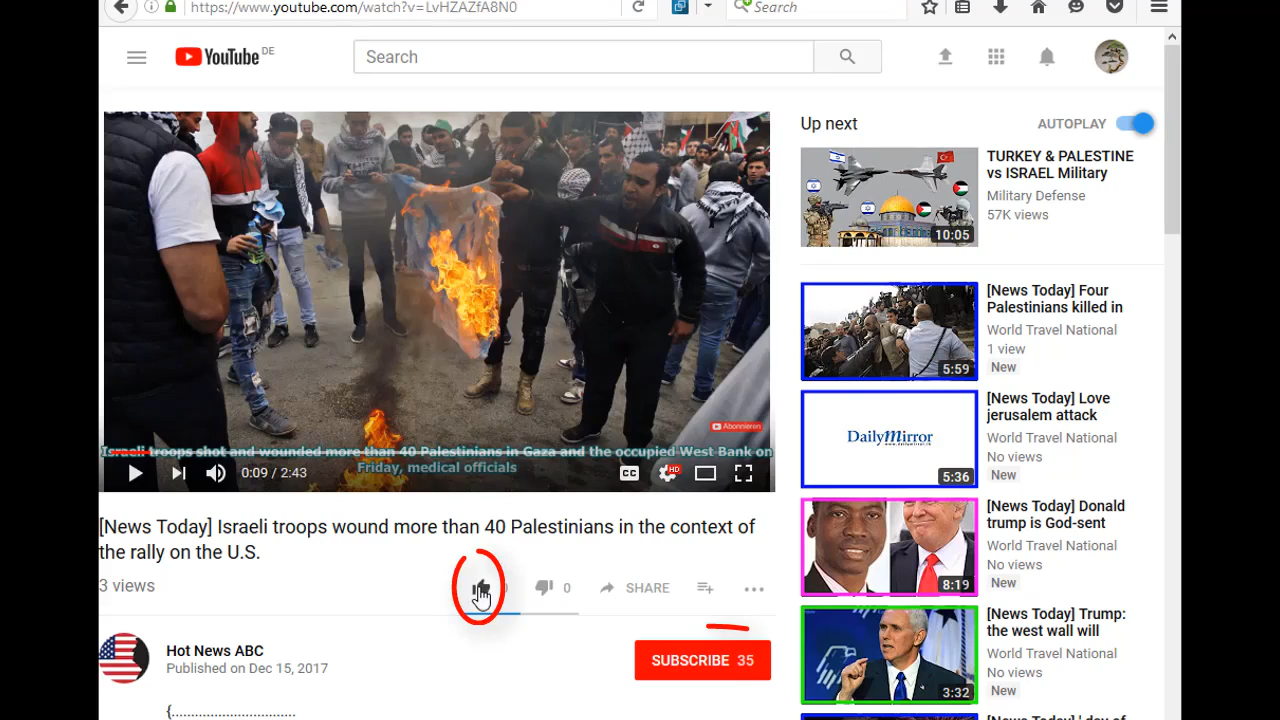 https://www.youtube.com/watch?v=LvHZAZfA8N0
Search
YouTube DE
Search
Up next
AUTOPLAY
TURKEY & PALESTINE
vs ISRAEL Military
Military Defense
57K views
10:05
[News Today] Four
Palestinians killed in
World Travel National
1 view
New
5:59
[News Today] Love
jerusalem attack
World Travel National
No views
New
DailyMirror
5:36
[News Today] Donald
trump is God-sent
World Travel National
No views
New
8:19
[News Today] Trump:
the west wall will
World Travel National
No views
New
3:32
[News Today] ' day of
Abonnieren
Israeli troops shot and wounded more than 40 Palestinians in Gaza and the occupied West Bank on
Friday, medical officials
0:09 / 2:43
CC
HD
[News Today] Israeli troops wound more than 40 Palestinians in the context of
the rally on the U.S.
3 views
0
0
SHARE
Hot News ABC
Published on Dec 15, 2017
SUBSCRIBE 35
{...............................